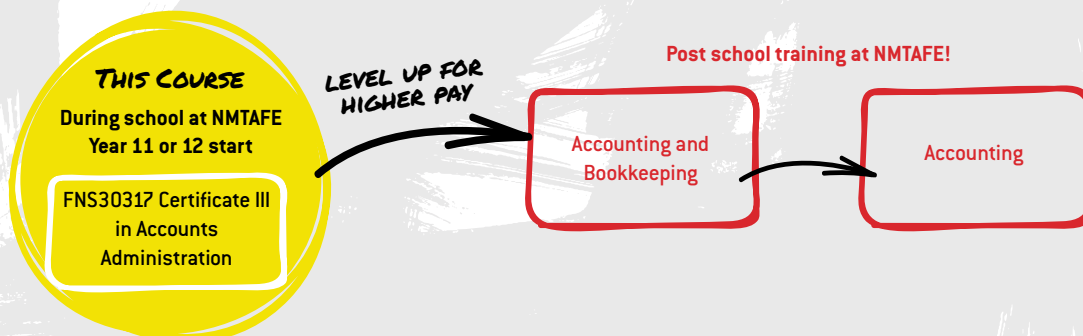 THIS COURSE
During school at NMTAFE
Year 11 or 12 start
FNS30317 Certificate III
in Accounts
Administration
LEVEL UP FOR
HIGHER PAY
Post school training at NMTAFE!
Accounting and
Bookkeeping
Accounting